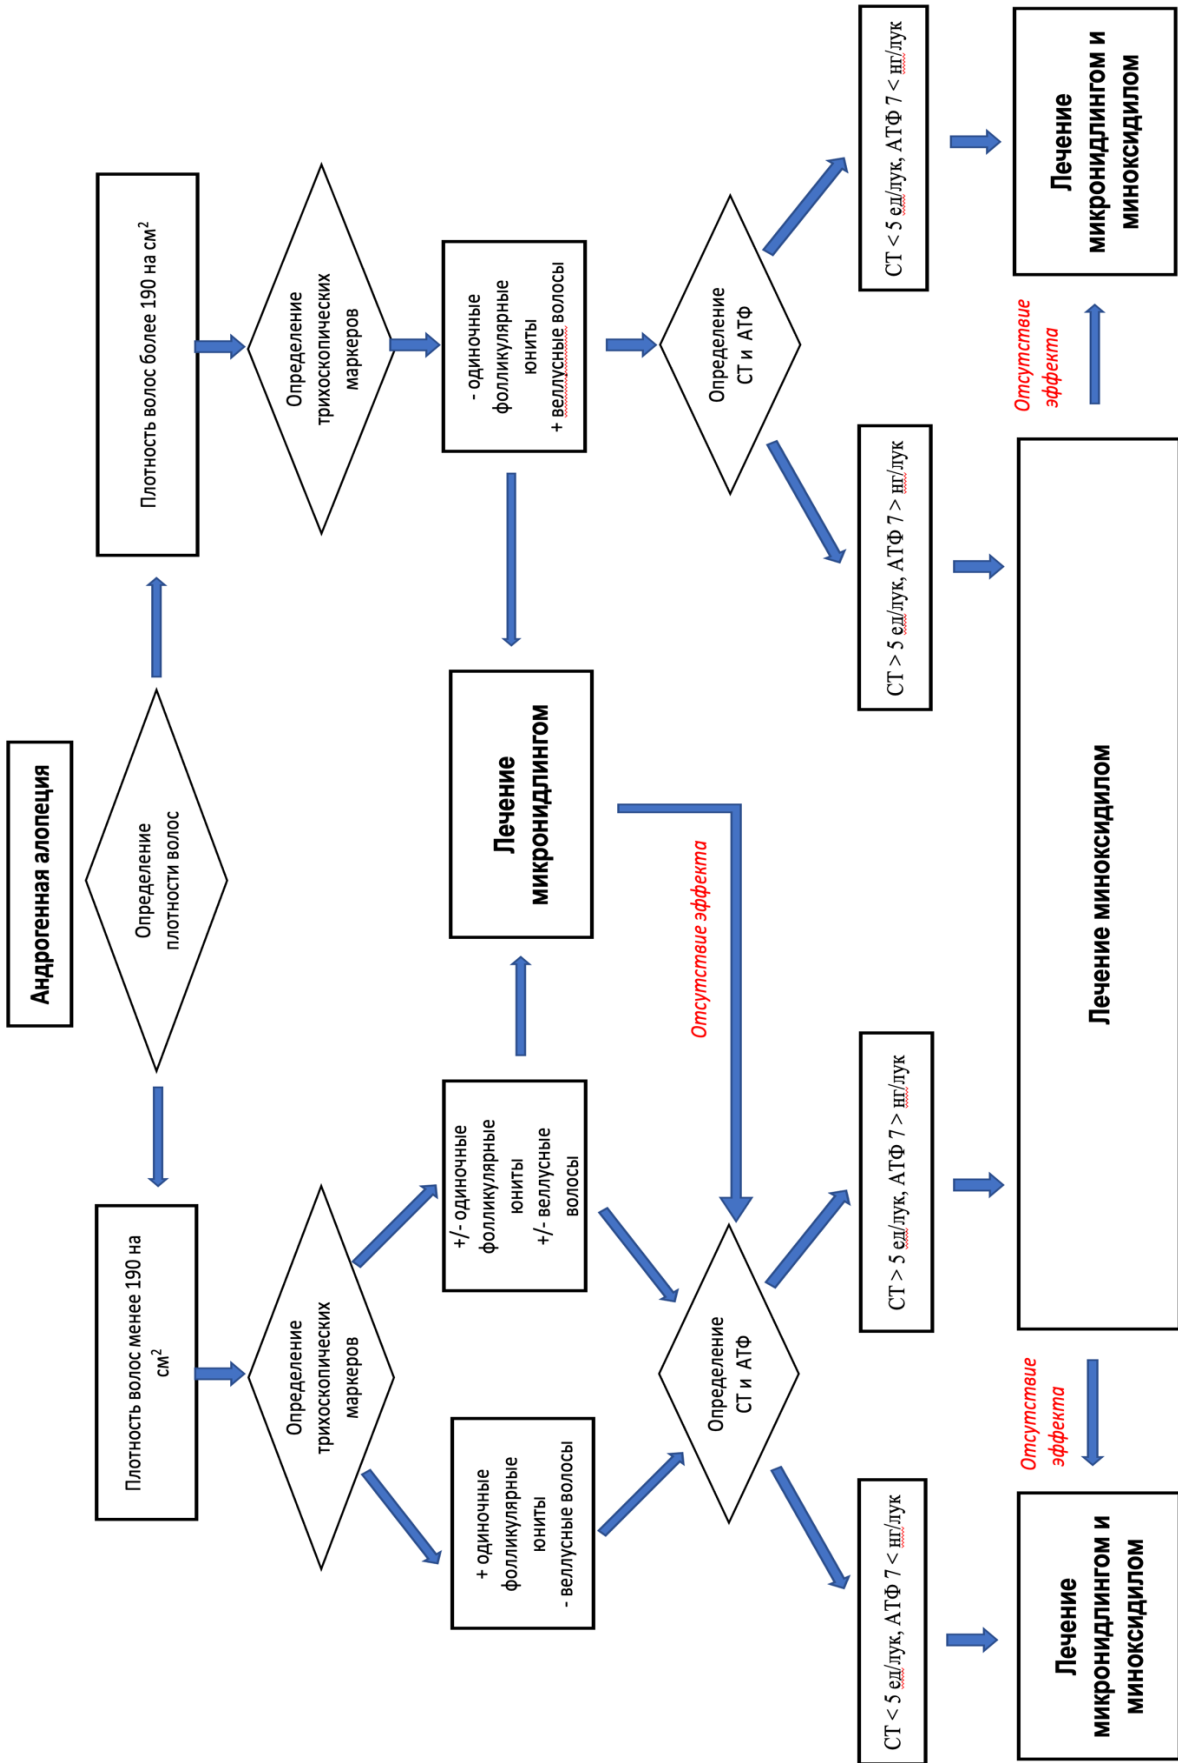 Андрогенная алопеция
Определение
плотности волос
Плотность волос менее 190 на
см²
Плотность волос более 190 на см²
Определение
трихоскопических
маркеров
Определение
трихоскопических
маркеров
+ одиночные
фолликулярные
юниты
- веллусные волосы
+/- одиночные
фолликулярные
юниты
+/- веллусные
волосы
Лечение
микронидлингом
- одиночные
фолликулярные
юниты
+ веллусные волосы
Отсутствие эффекта
Определение
СТ и АТФ
Определение
СТ и АТФ
СТ < 5 ед/лук, АТФ 7 < нг/лук
СТ > 5 ед/лук, АТФ 7 > нг/лук
СТ > 5 ед/лук, АТФ 7 > нг/лук
СТ < 5 ед/лук, АТФ 7 < нг/лук
Лечение
микронидлингом и
миноксидилом
Отсутствие
эффекта
Лечение миноксидилом
Отсутствие
эффекта
Лечение
микронидлингом и
миноксидилом